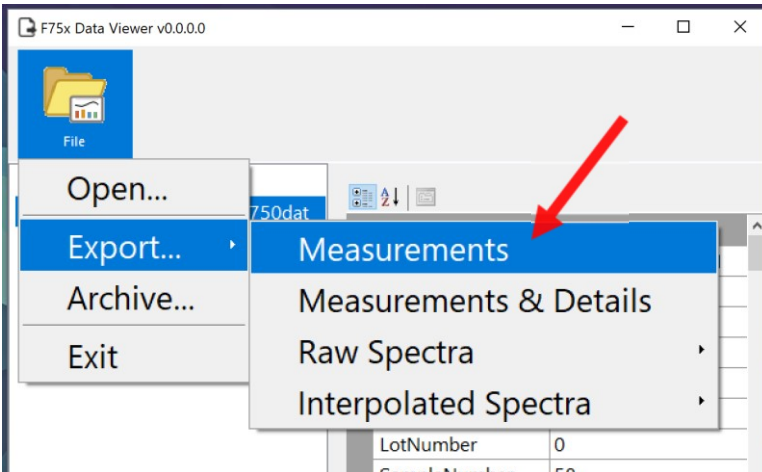 F75x Data Viewer v0.0.0.0
File
Open...
750dat
Export...
Measurements
Archive...
Measurements & Details
Raw Spectra
Exit
Interpolated Spectra
LotNumber 0